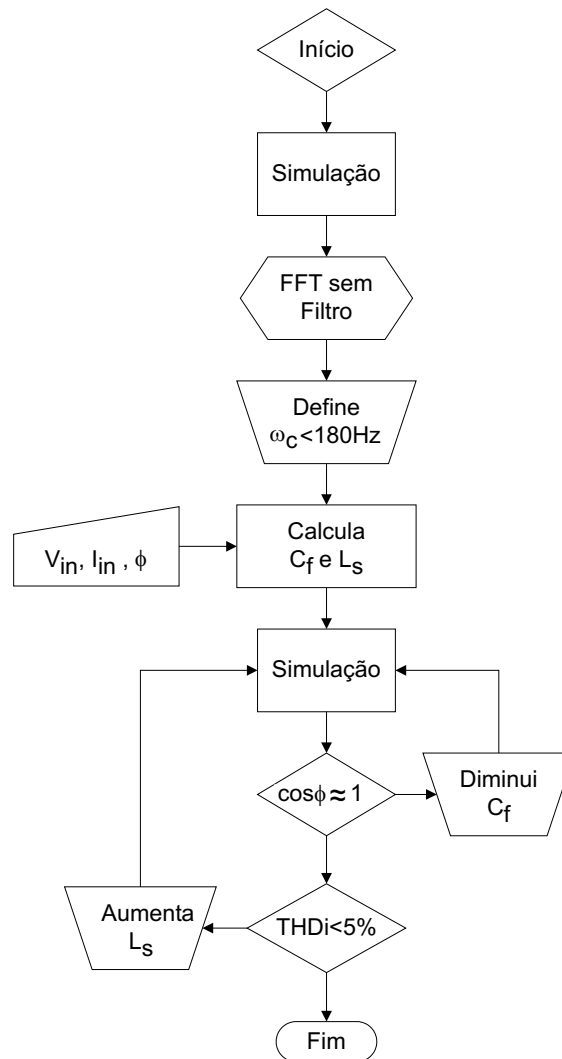 Início
Simulação
FFT sem
Filtro
Define
ωc<180Hz
Calcula
Cf e Ls
Vin, Iin , ϕ
Simulação
cosϕ≈1
Diminui
Cf
Aumenta
Ls
THDi<5%
Fim